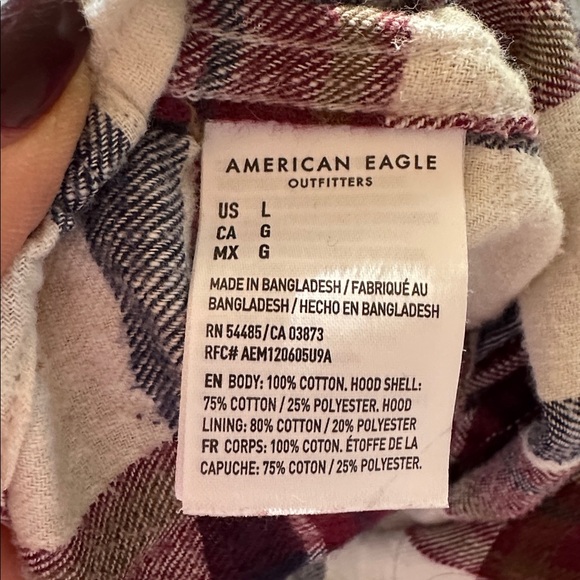 AMERICAN EAGLE
OUTFITTERS
US L
CA G
MX G
MADE IN BANGLADESH / FABRIQUÉ AU
BANGLADESH / HECHO EN BANGLADESH
RN 54485/CA 03873
RFC# AEM120605U9A
EN BODY: 100% COTTON. HOOD SHELL:
75% COTTON / 25% POLYESTER. HOOD
LINING: 80% COTTON / 20% POLYESTER
FR CORPS: 100% COTON. ÉTOFFE DE LA
CAPUCHE: 75% COTON / 25% POLYESTER.